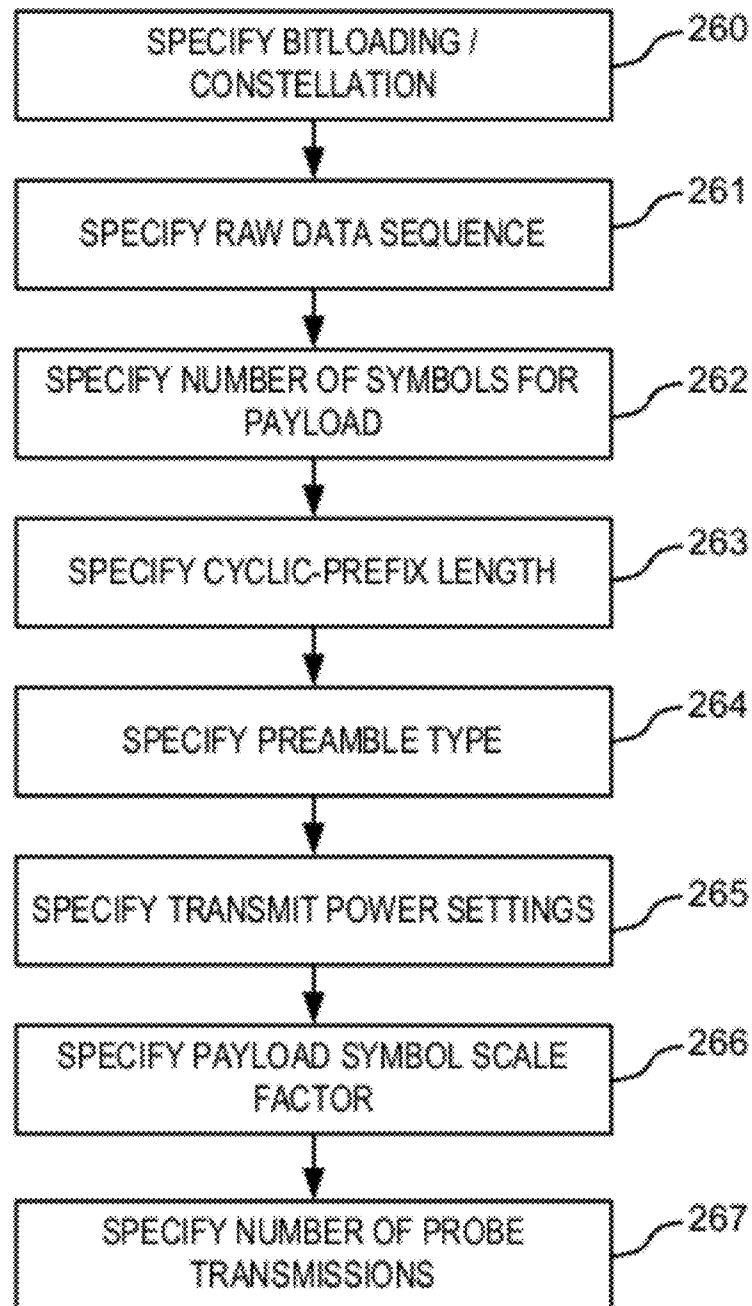 SPECIFY BITLOADING /
CONSTELLATION
260
SPECIFY RAW DATA SEQUENCE
261
SPECIFY NUMBER OF SYMBOLS FOR
PAYLOAD
262
SPECIFY CYCLIC-PREFIX LENGTH
263
SPECIFY PREAMBLE TYPE
264
SPECIFY TRANSMIT POWER SETTINGS
265
SPECIFY PAYLOAD SYMBOL SCALE
FACTOR
266
SPECIFY NUMBER OF PROBE
TRANSMISSIONS
267